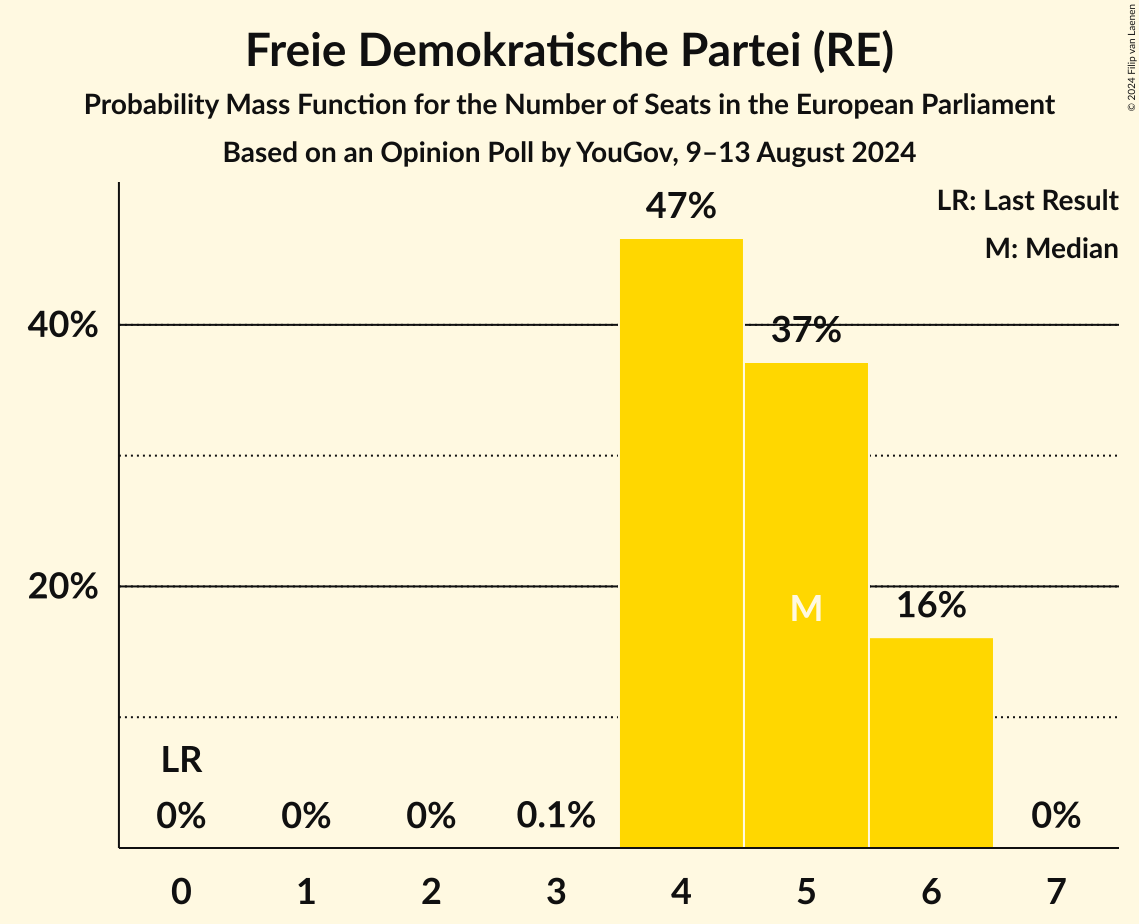 Freie Demokratische Partei (RE)
Probability Mass Function for the Number of Seats in the European Parliament
Based on an Opinion Poll by YouGov, 9–13 August 2024
© 2024 Filip van Laenen
LR: Last Result
M: Median
47%
40%
37%
20%
M
16%
LR
0% 0% 0% 0.1% 0%
0 1 2 3 4 5 6 7